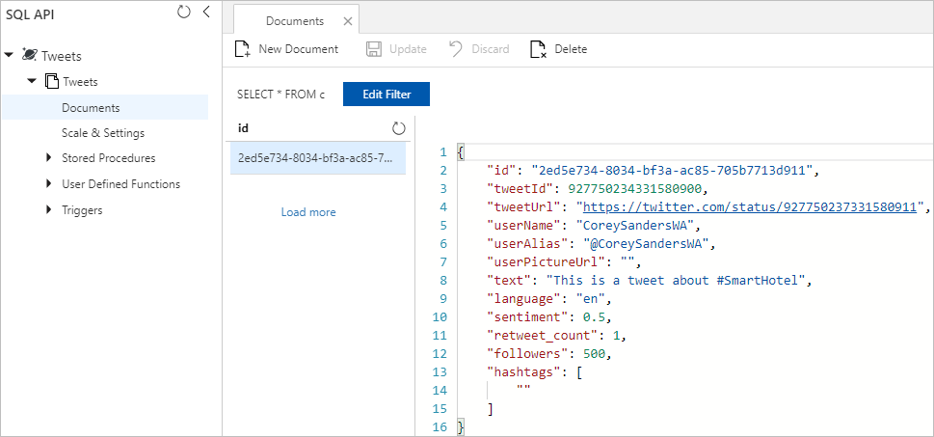 SQL API
Tweets
Tweets
Documents
Scale & Settings
Stored Procedures
User Defined Functions
Triggers
Documents
New Document
Update
Discard
Delete
SELECT * FROM c
Edit Filter
id
2ed5e734-8034-bf3a-ac85-7...
Load more
1 {
2 "id": "2ed5e734-8034-bf3a-ac85-705b7713d911",
3 "tweetId": 927750234331580900,
4 "tweetUrl": "https://twitter.com/status/927750237331580911",
5 "userName": "CoreySandersWA",
6 "userAlias": "@CoreySandersWA",
7 "userPictureUrl": "",
8 "text": "This is a tweet about #SmartHotel",
9 "language": "en",
10 "sentiment": 0.5,
11 "retweet_count": 1,
12 "followers": 500,
13 "hashtags": [
14 ""
15 ]
16 }